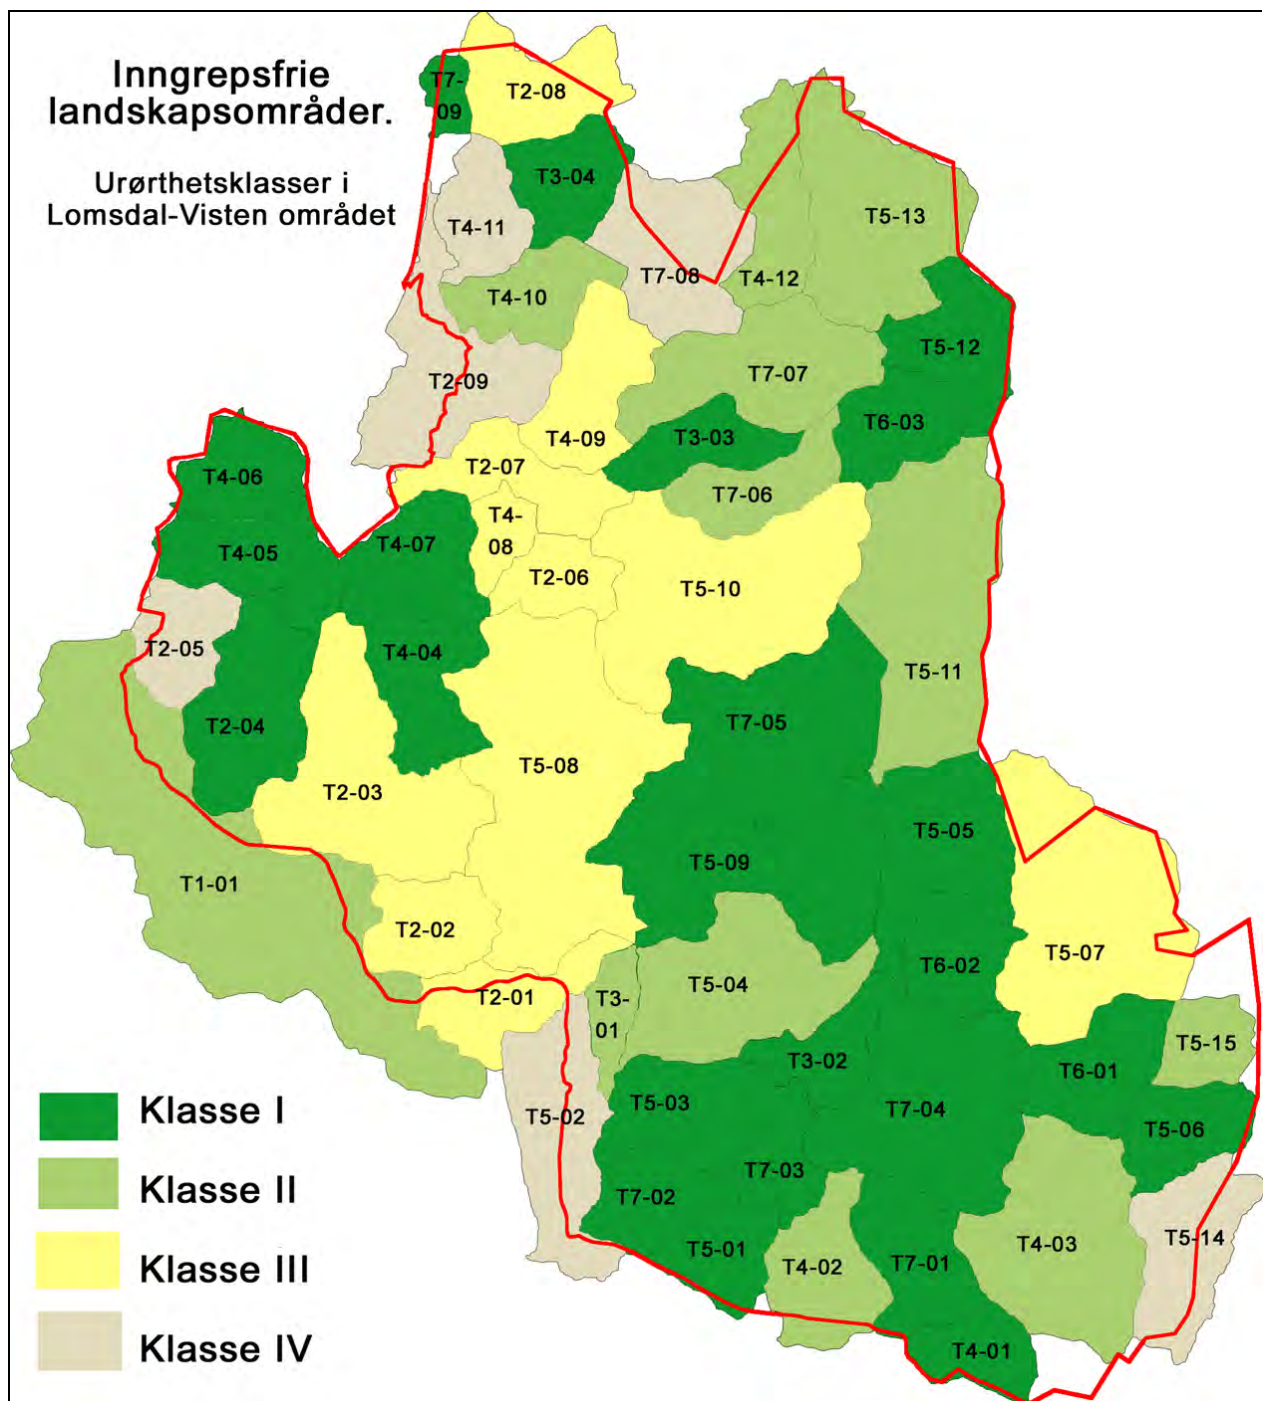 Inngrepsfrie
landskapsområder.
Urørthetsklasser i
Lomsdal-Visten området
T7-
09
T2-08
T3-04
T4-11
T5-13
T7-08
T4-12
T4-10
T5-12
T2-09
T7-07
T6-03
T4-09
T3-03
T2-07
T4-06
T7-06
T4-
08
T4-07
T4-05
T2-06
T5-10
T2-05
T4-04
T5-11
T2-04
T7-05
T5-08
T2-03
T5-05
T5-09
T1-01
T2-02
T5-07
T6-02
T5-04
T2-01
T3-
01
T5-15
T3-02
T6-01
T5-03
T7-04
T5-02
T5-06
T7-03
T7-02
T5-14
T5-01
T4-03
T4-02
T7-01
T4-01
Klasse I
Klasse II
Klasse III
Klasse IV